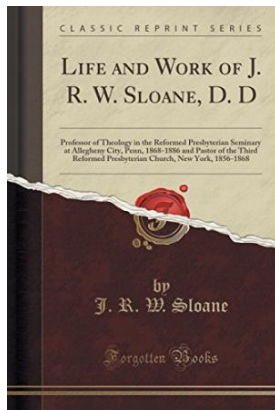 CLASSIC REPRINT SERIES
LIFE AND WORK OF J.
R. W. SLOANE, D. D
Professor of Theology in the Reformed Presbyterian Seminary
at Allegheny City, Penn, 1868-1886 and Pastor of the Third
Reformed Presbyterian Church, New York, 1856-1868
by
J. R. W. Sloane
Forgotten Books